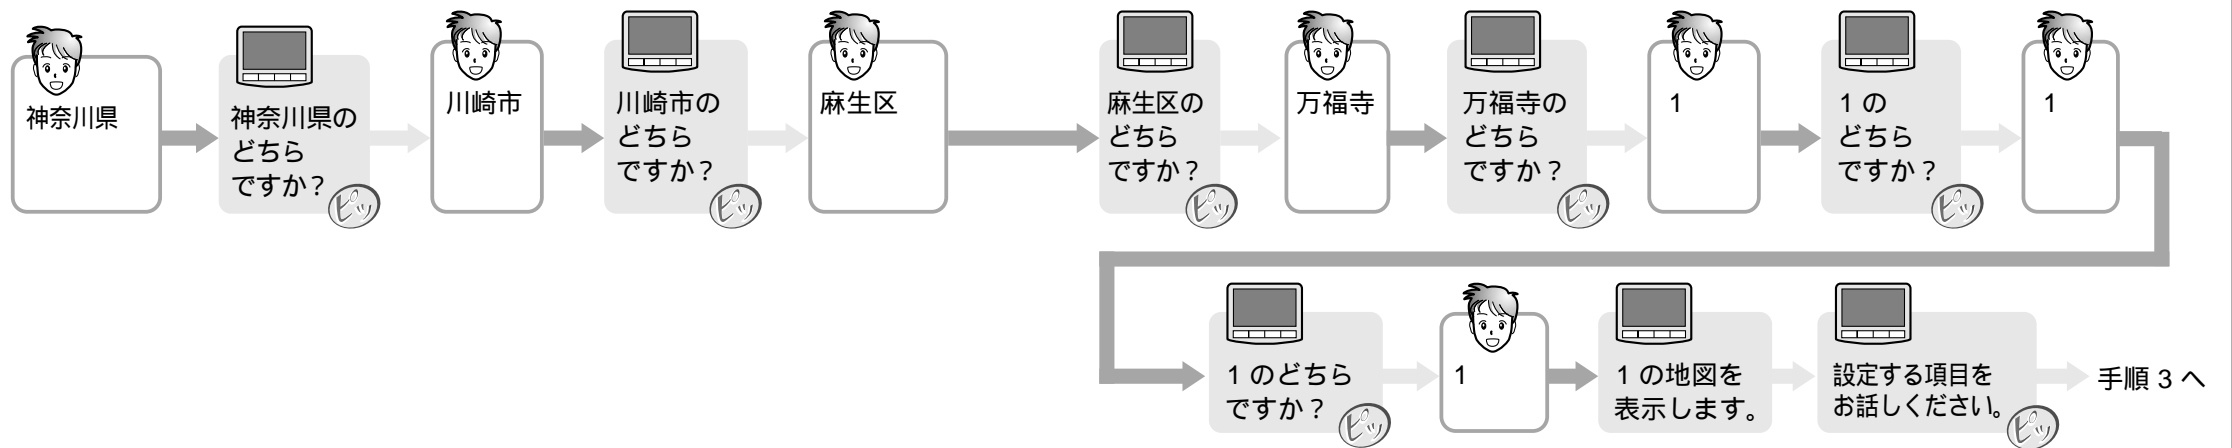 神奈川県
神奈川県の
どちら
ですか?
ピッ
川崎市
川崎市の
どちら
ですか?
ピッ
麻生区
麻生区の
どちら
ですか?
ピッ
万福寺
万福寺の
どちら
ですか?
ピッ
1
1 の
どちら
ですか?
ピッ
1
1 のどちら
ですか?
ピッ
1
1 の地図を
表示します。
設定する項目を
お話しください。
ピッ
手順 3 へ